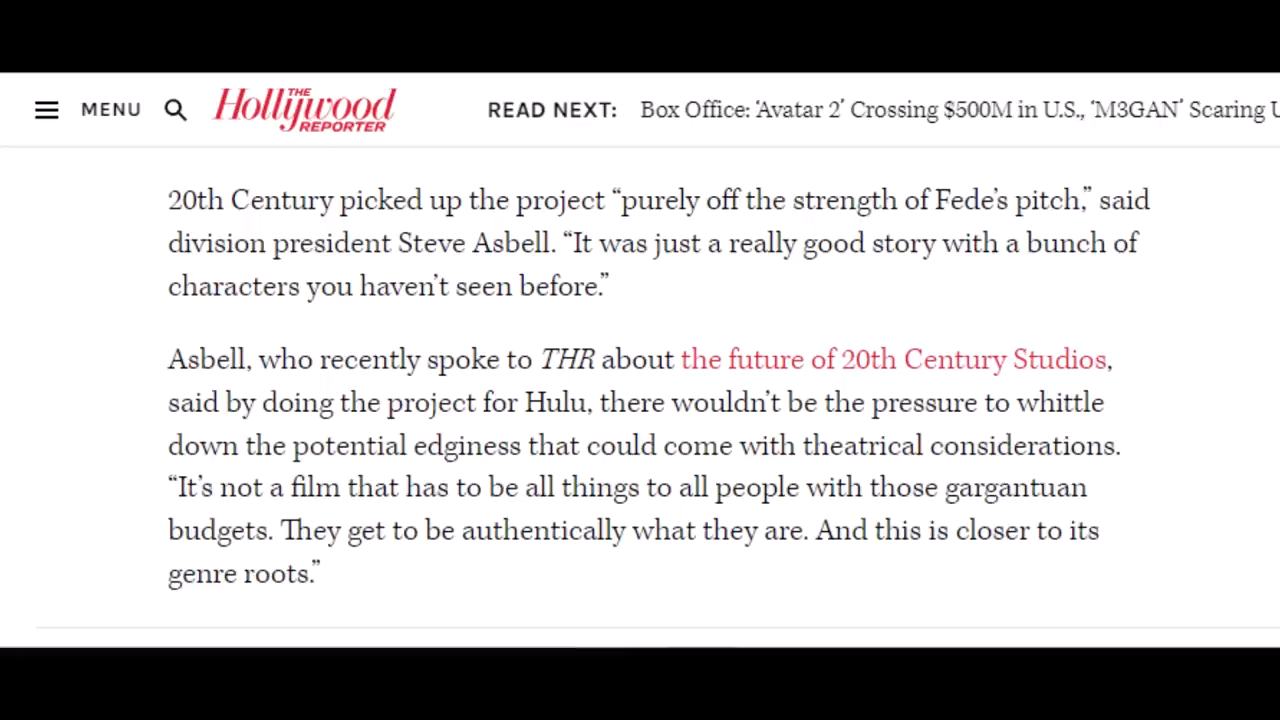 MENU THE Hollywood REPORTER READ NEXT: Box Office: ‘Avatar 2’ Crossing $500M in U.S., ‘M3GAN’ Scaring U
20th Century picked up the project “purely off the strength of Fede’s pitch,” said
division president Steve Asbell. “It was just a really good story with a bunch of
characters you haven’t seen before.”
Asbell, who recently spoke to THR about the future of 20th Century Studios,
said by doing the project for Hulu, there wouldn’t be the pressure to whittle
down the potential edginess that could come with theatrical considerations.
“It’s not a film that has to be all things to all people with those gargantuan
budgets. They get to be authentically what they are. And this is closer to its
genre roots.”